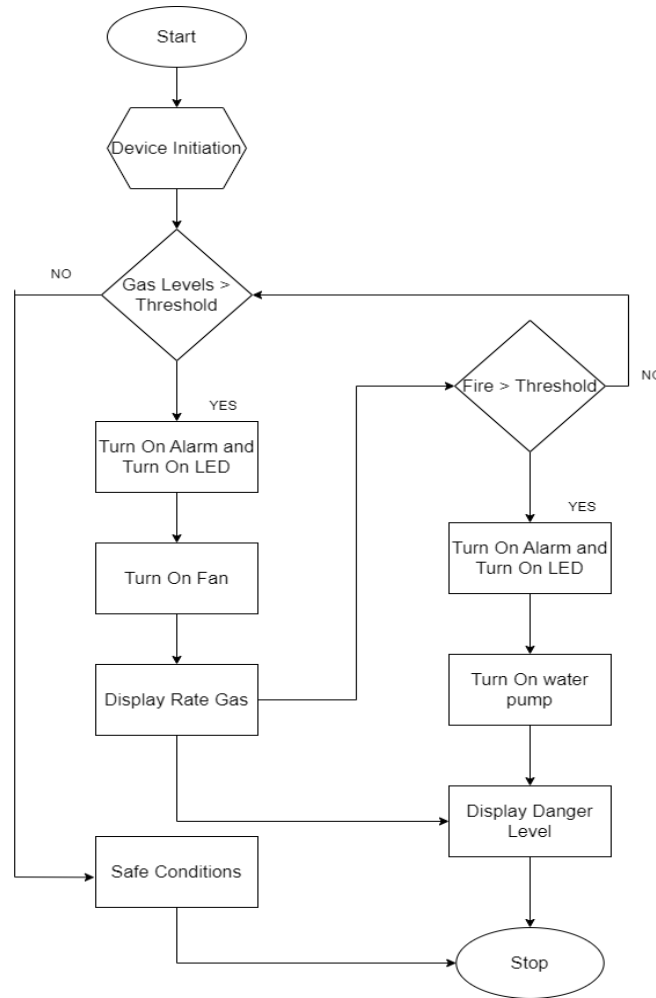 Start
Device Initiation
NO
Gas Levels >
Threshold
YES
Turn On Alarm and
Turn On LED
Turn On Fan
Display Rate Gas
Safe Conditions
Fire > Threshold
NO
YES
Turn On Alarm and
Turn On LED
Turn On water
pump
Display Danger
Level
Stop